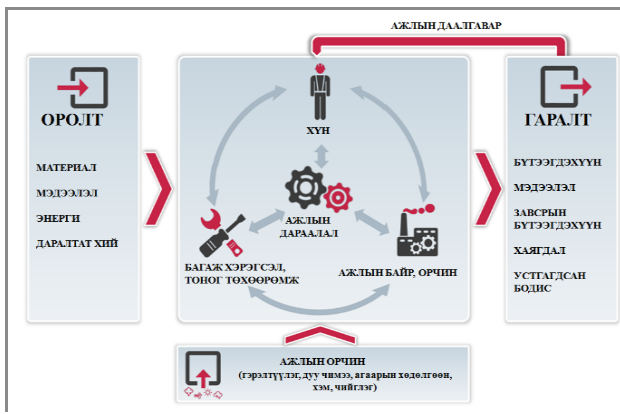 АЖЛЫН ДААЛГАВАР
ОРОЛТ
МАТЕРИАЛ
МЭДЭЭЛЭЛ
ЭНЕРГИ
ДАРАЛТАТ ХИЙ
ХҮН
АЖЛЫН
ДАРААЛАЛ
БАГАЖ ХЭРЭГСЭЛ,
ТОНОГ ТӨХӨӨРӨМЖ
АЖЛЫН БАЙР, ОРЧИН
ГАРАЛТ
БҮТЭЭГДЭХҮҮН
МЭДЭЭЛЭЛ
ЗАВСРЫН
БҮТЭЭГДЭХҮҮН
ХАЯГДАЛ
УСТГАГДСАН
БОДИС
АЖЛЫН ОРЧИН
(гэрэлтүүлэг, дуу чимээ, агаарын хөдөлгөөн,
хэм, чийглэг)